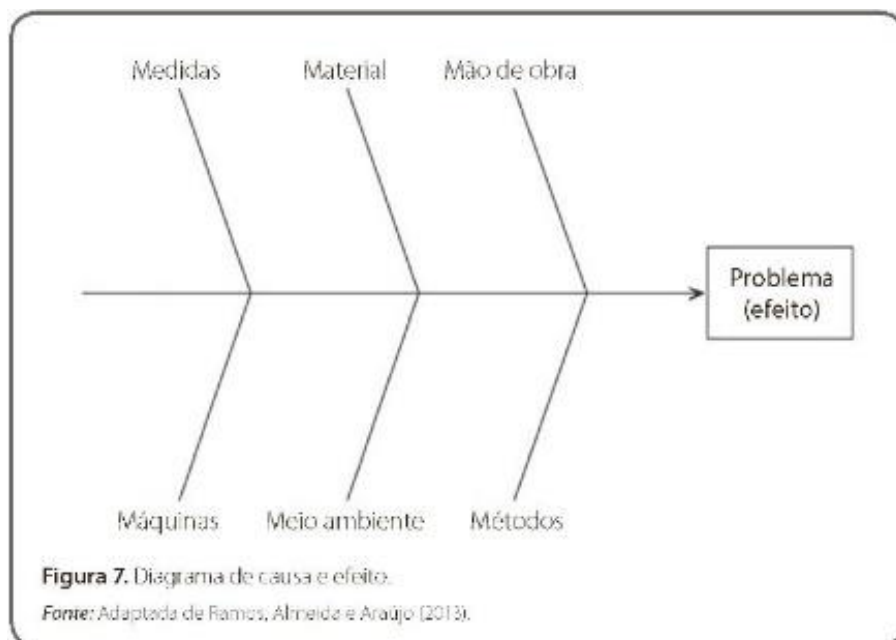 Medidas Material Mão de obra
Problema
(efeito)
Máquinas Meio ambiente Métodos
Figura 7. Diagrama de causa e efeito.
Fonte: Adaptada de Ramos, Almeida e Araújo (2013).